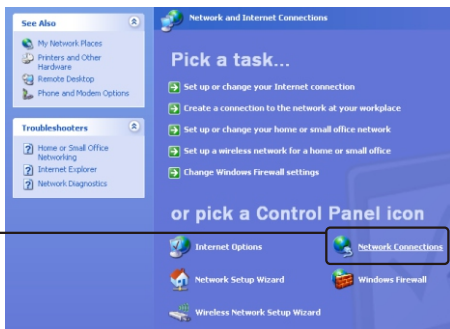 See Also
My Network Places
Printers and Other
Hardware
Remote Desktop
Phone and Modem Options
Troubleshooters
Home or Small Office
Networking
Internet Explorer
Network Diagnostics
Network and Internet Connections
Pick a task...
Set up or change your Internet connection
Create a connection to the network at your workplace
Set up or change your home or small office network
Set up a wireless network for a home or small office
Change Windows Firewall settings
or pick a Control Panel icon
Internet Options
Network Connections
Network Setup Wizard
Windows Firewall
Wireless Network Setup Wizard